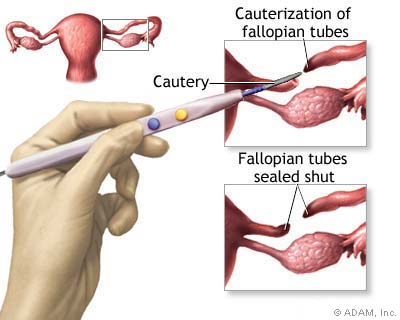 Cauterization of
fallopian tubes
Cautery
Fallopian tubes
sealed shut
© ADAM, Inc.